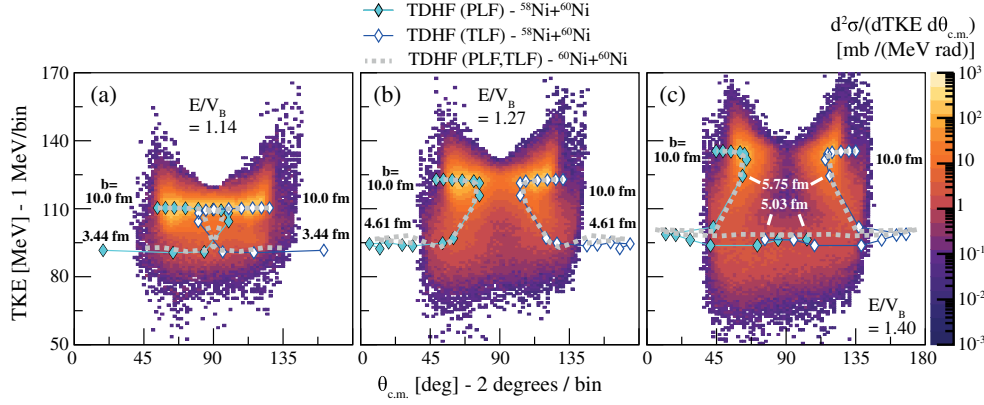 TDHF (PLF) - ⁵⁸Ni+⁶⁰Ni
TDHF (TLF) - ⁵⁸Ni+⁶⁰Ni
TDHF (PLF,TLF) - ⁶⁰Ni+⁶⁰Ni
d²σ/(dTKE dθc.m.)
[mb /(MeV rad)]
TKE [MeV] - 1 MeV/bin
170
140
110
80
50
(a)
E/VB
= 1.14
b=
10.0 fm
10.0 fm
3.44 fm
3.44 fm
0
45
90
135
(b)
E/VB
= 1.27
b=
10.0 fm
10.0
4.61 fm
4.61 fm
45
90
135
(c)
b=
10.0 fm
10.0
5.75 fm
5.03 fm
E/VB
= 1.40
45
90
135
180
10³
10²
10
1
10⁻¹
10⁻²
10⁻³
θc.m. [deg] - 2 degrees / bin